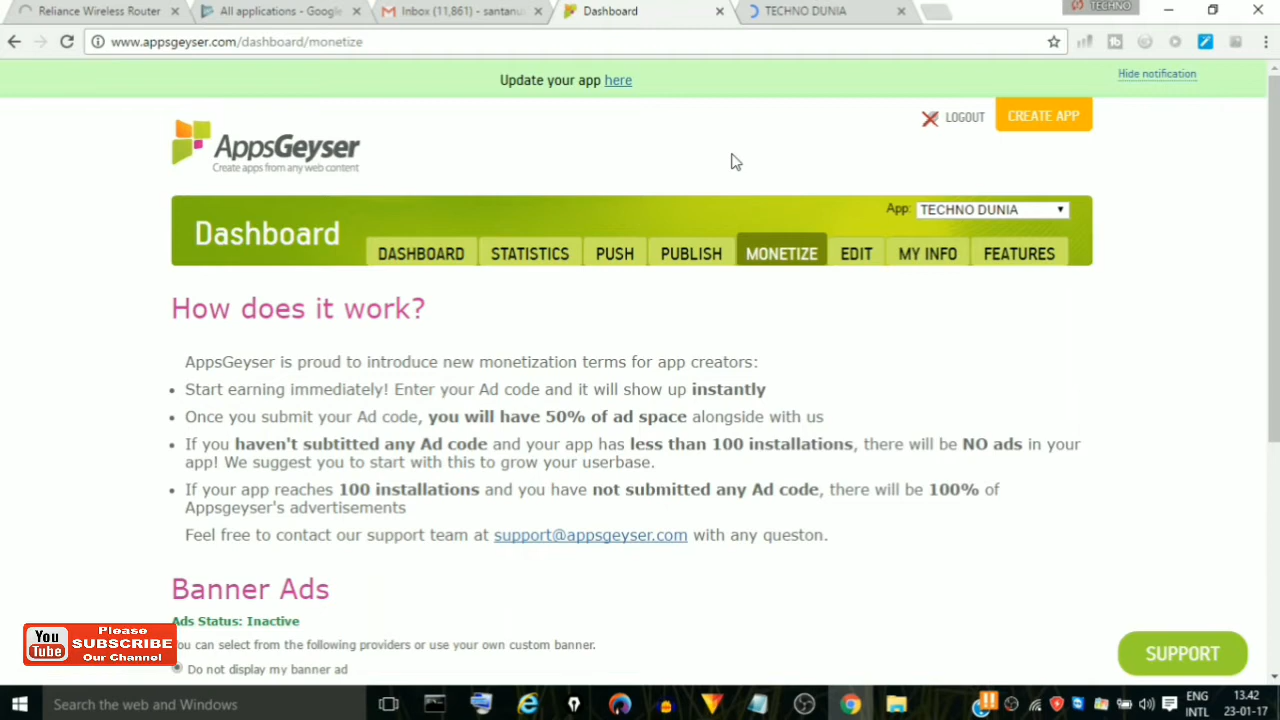 Reliance Wireless Router
All applications - Google
Inbox (11,861) - santanu
Dashboard
TECHNO DUNIA
TECHNO
www.appsgeyser.com/dashboard/monetize
Update your app here
Hide notification
LOGOUT
CREATE APP
AppsGeyser
Create apps from any web content
App: TECHNO DUNIA
Dashboard
DASHBOARD STATISTICS PUSH PUBLISH MONETIZE EDIT MY INFO FEATURES
How does it work?
AppsGeyser is proud to introduce new monetization terms for app creators:
Start earning immediately! Enter your Ad code and it will show up instantly
Once you submit your Ad code, you will have 50% of ad space alongside with us
If you haven't subtitted any Ad code and your app has less than 100 installations, there will be NO ads in your
app! We suggest you to start with this to grow your userbase.
If your app reaches 100 installations and you have not submitted any Ad code, there will be 100% of
Appsgeyser's advertisements
Feel free to contact our support team at support@appsgeyser.com with any queston.
Banner Ads
Ads Status: Inactive
You can select from the following providers or use your own custom banner.
Do not display my banner ad
You Tube
Please
SUBSCRIBE
Our Channel
SUPPORT
Search the web and Windows
ENG
INTL
13.42
23-01-17